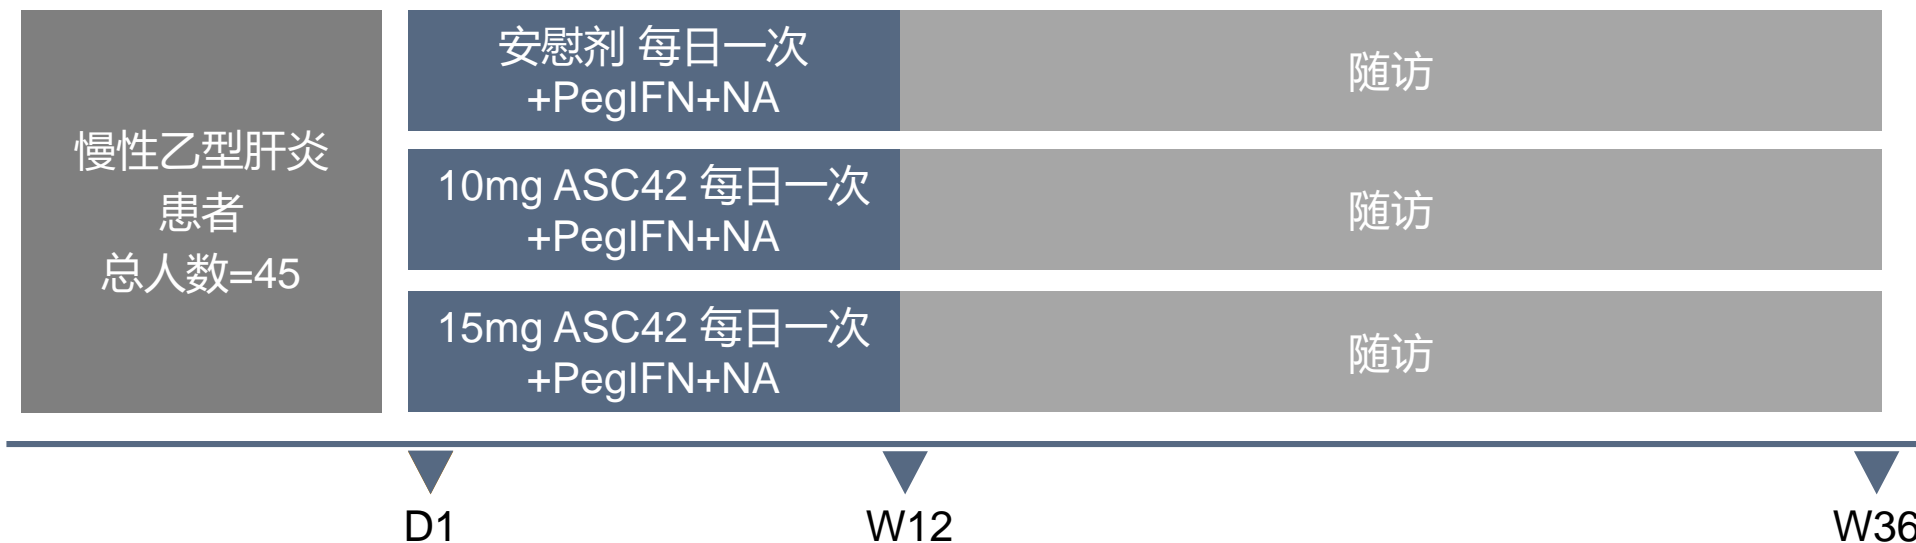 慢性乙型肝炎
患者
总人数=45
安慰剂 每日一次
+PegIFN+NA
随访
10mg ASC42 每日一次
+PegIFN+NA
随访
15mg ASC42 每日一次
+PegIFN+NA
随访
D1
W12
W36